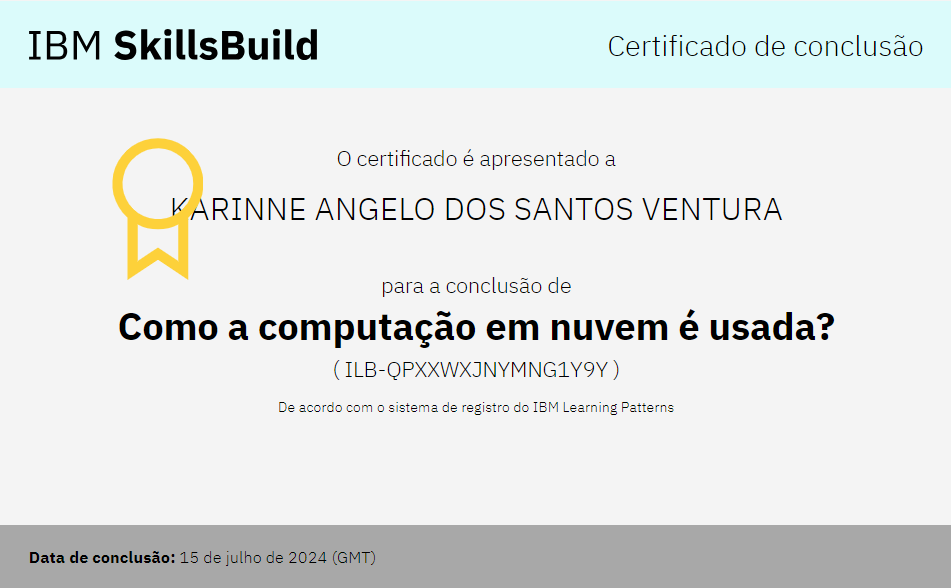 IBM SkillsBuild
Certificado de conclusão
O certificado é apresentado a
KARINNE ANGELO DOS SANTOS VENTURA
para a conclusão de
Como a computação em nuvem é usada?
( ILB-QPXXWXJNYMNG1Y9Y )
De acordo com o sistema de registro do IBM Learning Patterns
Data de conclusão: 15 de julho de 2024 (GMT)